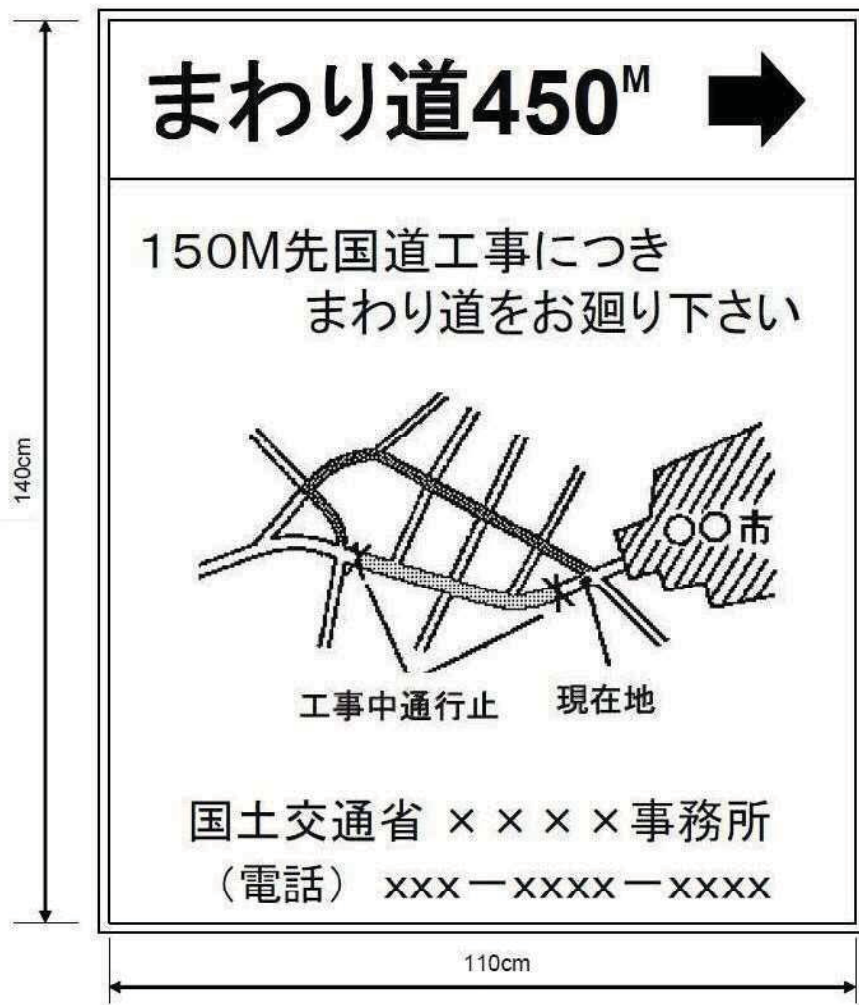 まわり道450M
150M先国道工事につき
まわり道をお廻り下さい
140cm
○○市
工事中通行止
現在地
国土交通省××××事務所
(電話) xxx－xxxx－xxxx
110cm